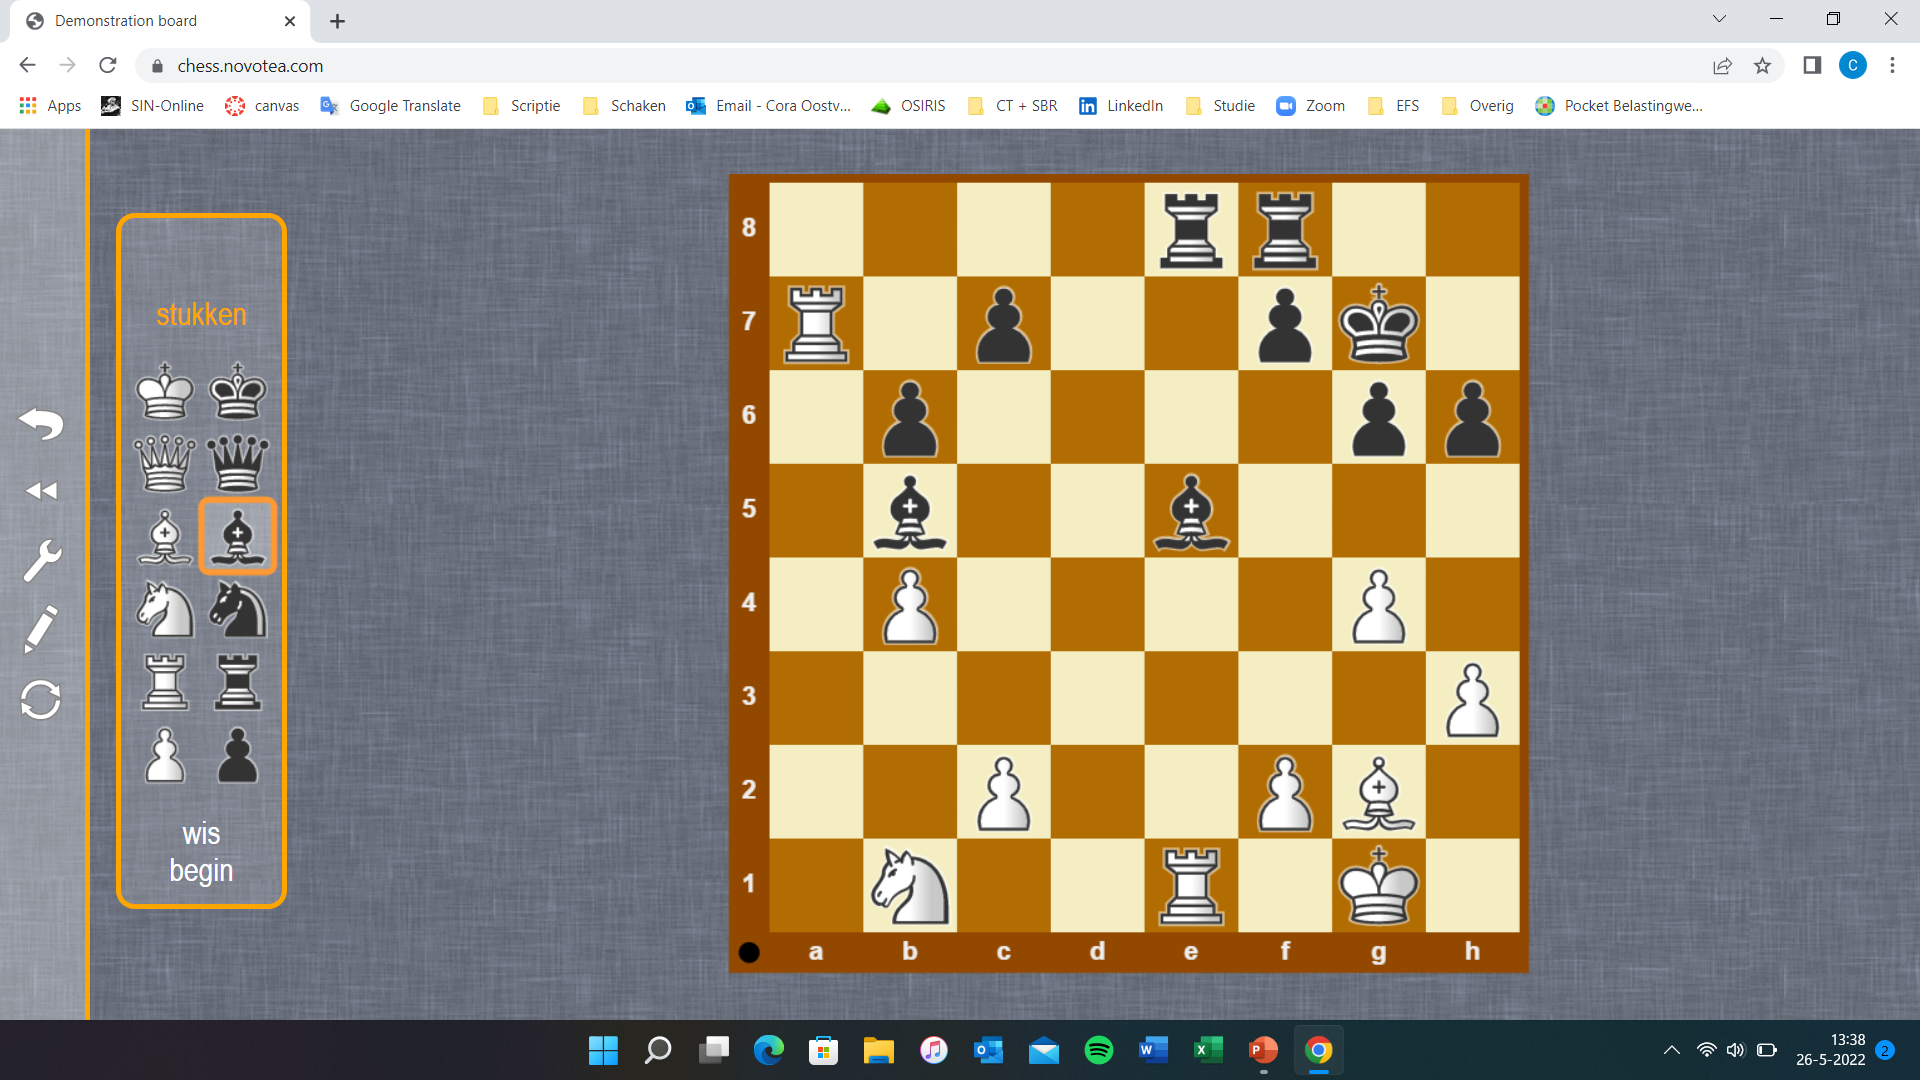 Demonstration board
chess.novotea.com
C
Apps
SIN-Online
canvas
Google Translate
Scriptie
Schaken
Email - Cora Oostv...
OSIRIS
CT + SBR
LinkedIn
Studie
Zoom
EFS
Overig
Pocket Belastingwe...
stukken
wis
begin
8
7
6
5
4
3
2
1
a b c d e f g h
13:38
26-5-2022
2